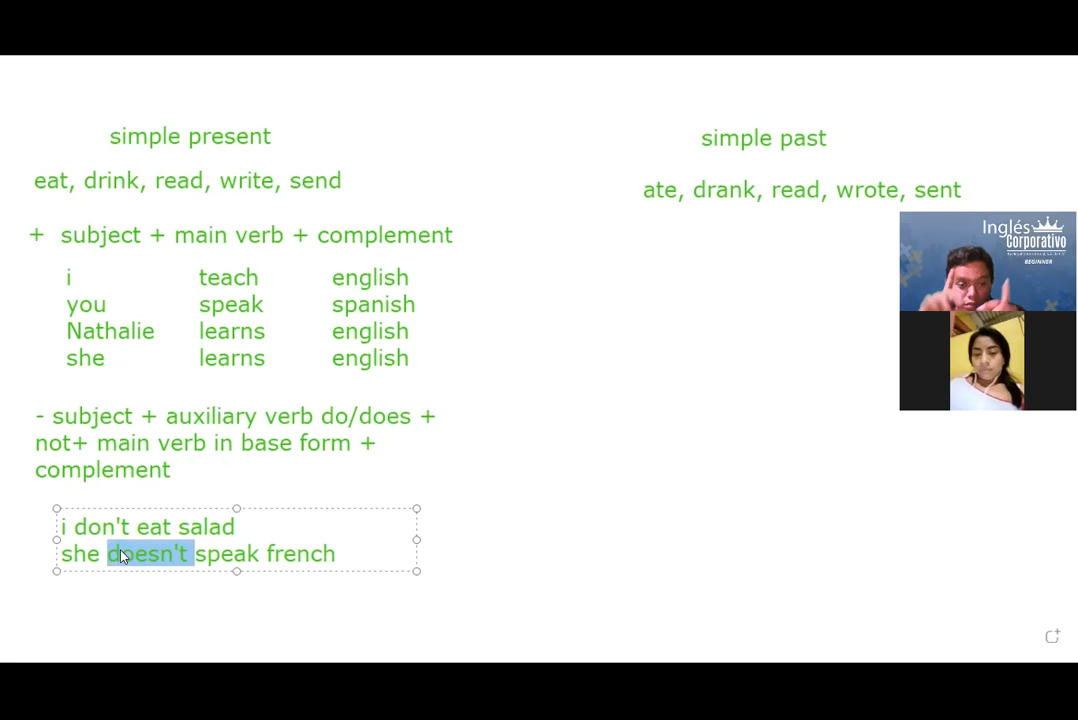 simple present
eat, drink, read, write, send
+ subject + main verb + complement
i teach english
you speak spanish
Nathalie learns english
she learns english
- subject + auxiliary verb do/does +
not+ main verb in base form +
complement
i don't eat salad
she doesn't speak french
simple past
ate, drank, read, wrote, sent
Inglés
Corporativo
BEGINNER